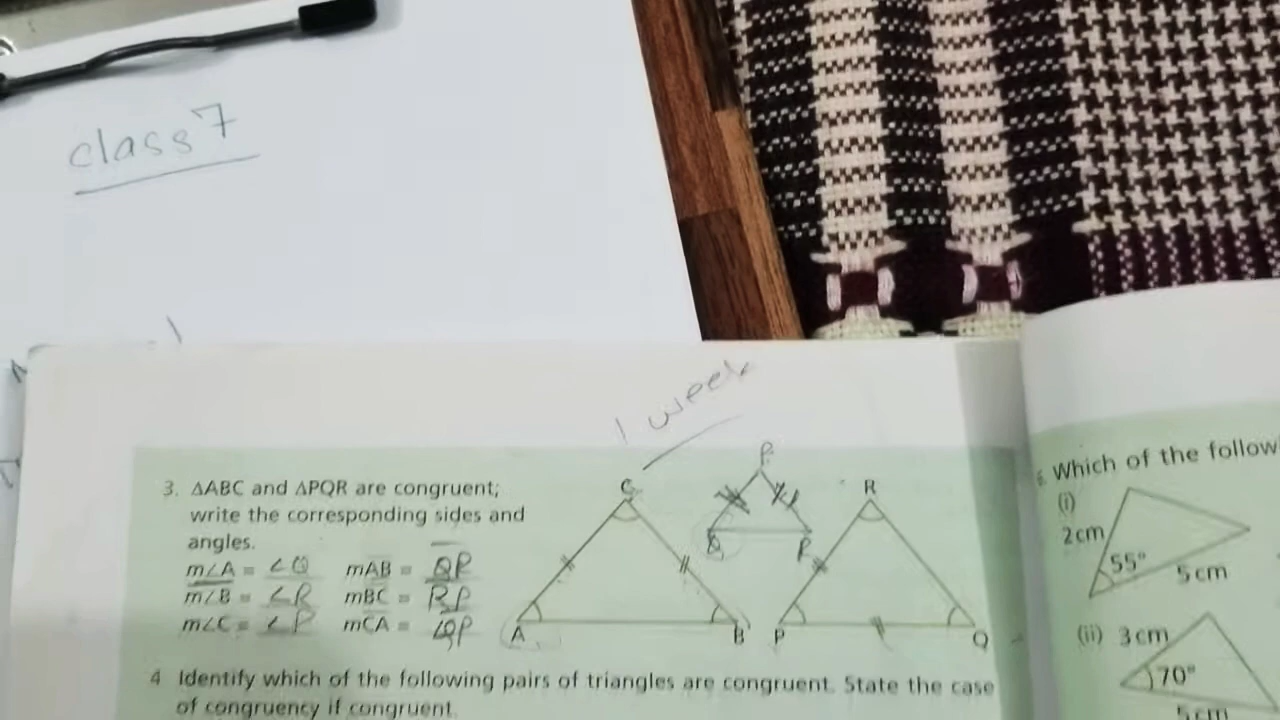 class 7
1 week
3. ΔABC and ΔPQR are congruent;
write the corresponding sides and
angles.
m∠A = ∠Q mAB = QR
m∠B = ∠R mBC = RP
m∠C = ∠P mCA = QP
C
A
B
P
Q
R
R
P
Q
4 Identify which of the following pairs of triangles are congruent. State the case
of congruency if congruent.
Which of the follow
(i)
2cm
55°
5cm
(ii) 3cm
70°
5cm